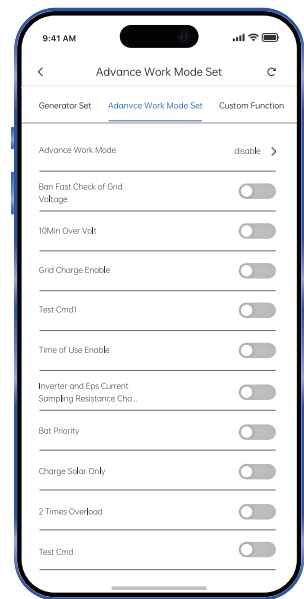 9:41 AM
Advance Work Mode Set
Generator Set Adanvce Work Mode Set Custom Function
Advance Work Mode disable
Ban Fast Check of Grid
Voltage
10Min Over Volt
Grid Charge Enable
Test Cmd1
Time of Use Enable
Inverter and Eps Current
Sampling Resistance Cha...
Bat Priority
Charge Solar Only
2 Times Overload
Test Cmd